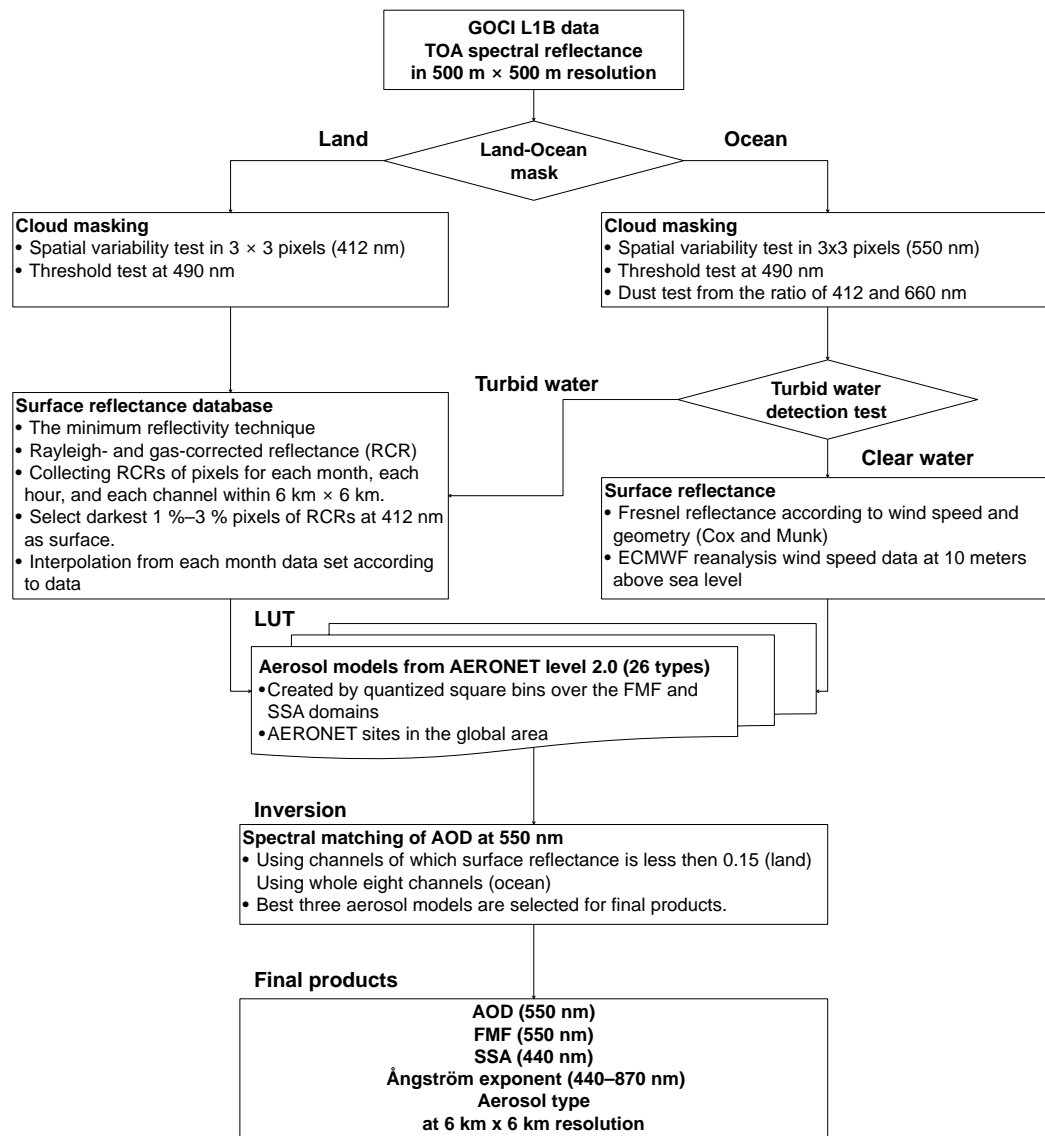 GOCI L1B data
TOA spectral reflectance
in 500 m × 500 m resolution
Land
Land-Ocean
mask
Ocean
Cloud masking
• Spatial variability test in 3 × 3 pixels (412 nm)
• Threshold test at 490 nm
Cloud masking
• Spatial variability test in 3x3 pixels (550 nm)
• Threshold test at 490 nm
• Dust test from the ratio of 412 and 660 nm
Turbid water
Turbid water
detection test
Clear water
Surface reflectance database
• The minimum reflectivity technique
• Rayleigh- and gas-corrected reflectance (RCR)
• Collecting RCRs of pixels for each month, each
hour, and each channel within 6 km × 6 km.
• Select darkest 1 %–3 % pixels of RCRs at 412 nm
as surface.
• Interpolation from each month data set according
to data
Surface reflectance
• Fresnel reflectance according to wind speed and
geometry (Cox and Munk)
• ECMWF reanalysis wind speed data at 10 meters
above sea level
LUT
Aerosol models from AERONET level 2.0 (26 types)
•Created by quantized square bins over the FMF and
SSA domains
•AERONET sites in the global area
Inversion
Spectral matching of AOD at 550 nm
• Using channels of which surface reflectance is less then 0.15 (land)
Using whole eight channels (ocean)
• Best three aerosol models are selected for final products.
Final products
AOD (550 nm)
FMF (550 nm)
SSA (440 nm)
Ångström exponent (440–870 nm)
Aerosol type
at 6 km x 6 km resolution